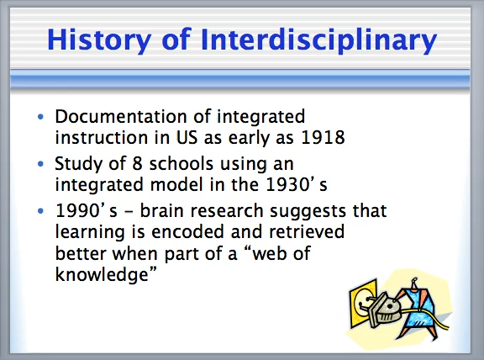 History of Interdisciplinary
• Documentation of integrated
instruction in US as early as 1918
• Study of 8 schools using an
integrated model in the 1930's
• 1990's – brain research suggests that
learning is encoded and retrieved
better when part of a “web of
knowledge”